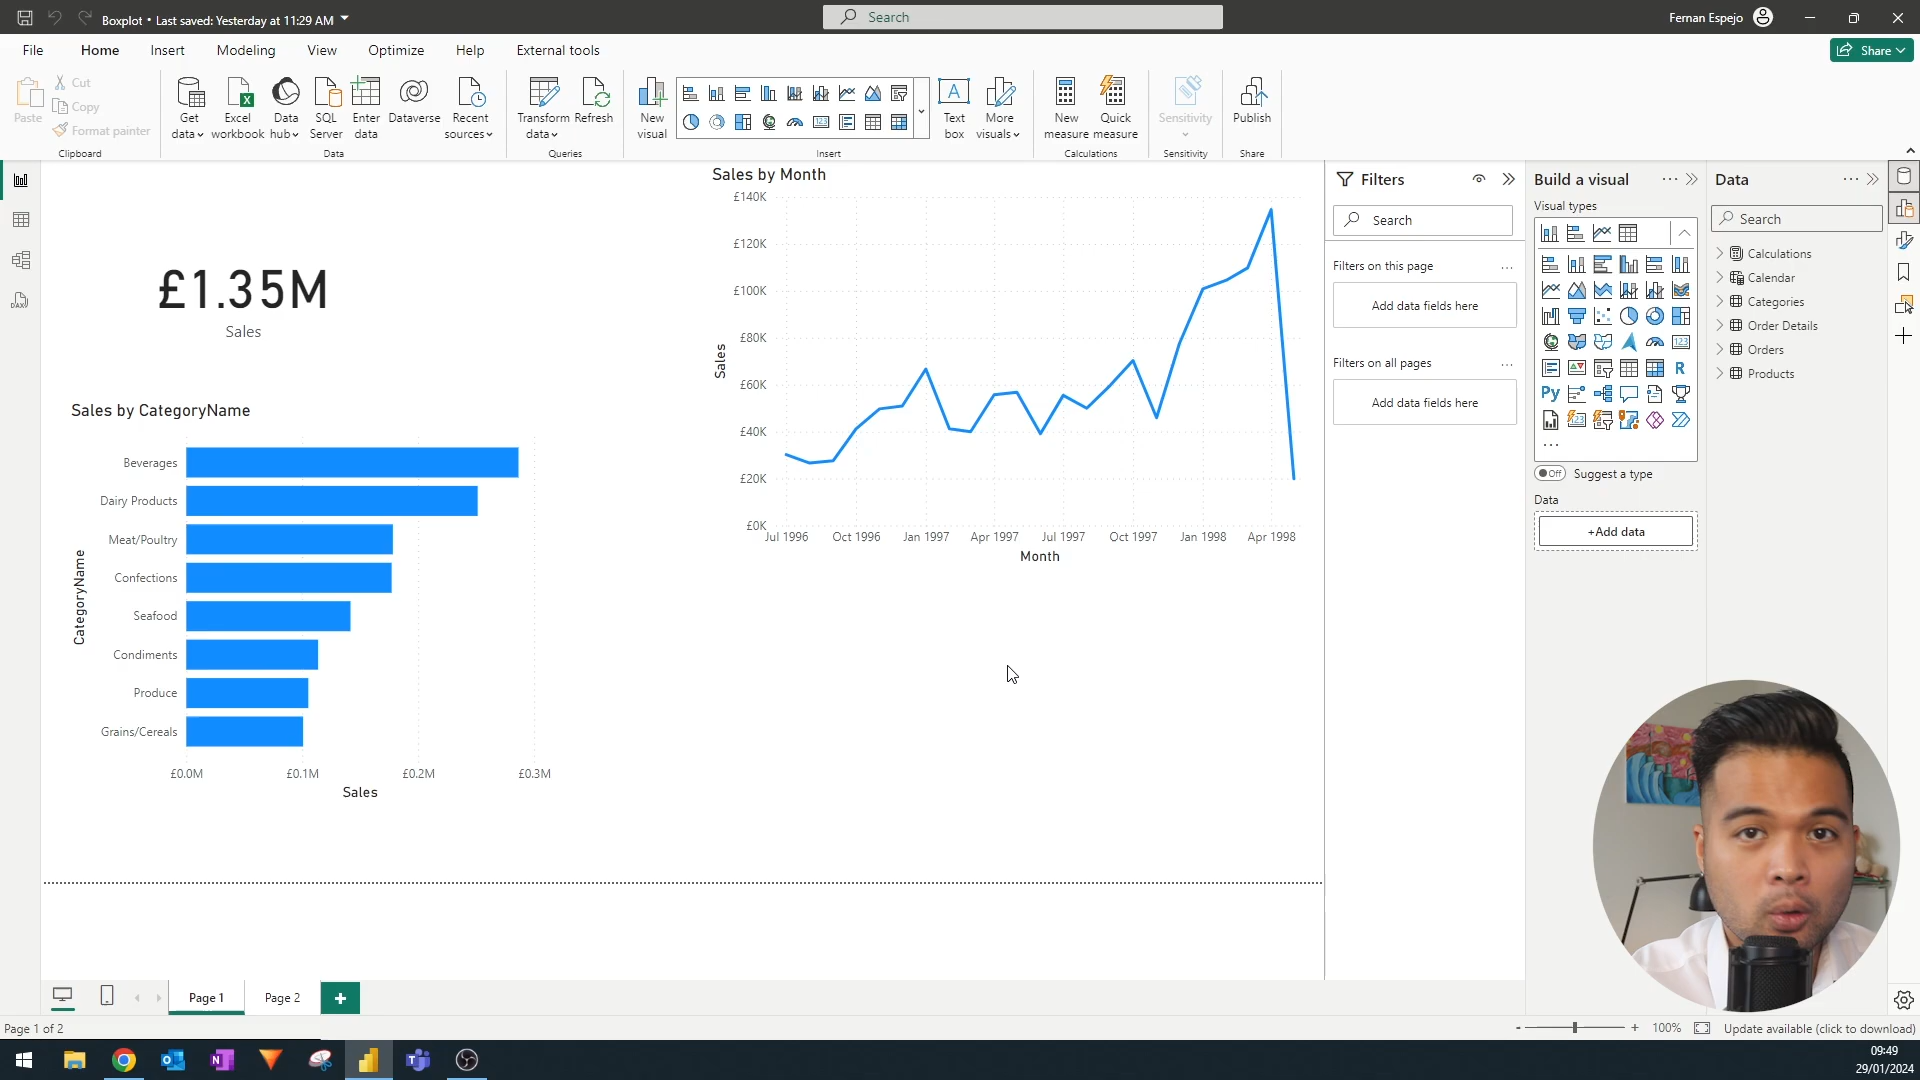 Boxplot • Last saved: Yesterday at 11:29 AM
Search
Fernan Espejo
File
Home
Insert
Modeling
View
Optimize
Help
External tools
Share
Paste
Cut
Copy
Format painter
Clipboard
Get data
Excel workbook
Data hub
SQL Server
Enter data
Dataverse
Recent sources
Data
Transform data
Refresh
Queries
New visual
Text box
More visuals
Insert
New measure
Quick measure
Calculations
Sensitivity
Sensitivity
Publish
Share
£1.35M
Sales
Sales by CategoryName
CategoryName
Beverages
Dairy Products
Meat/Poultry
Confections
Seafood
Condiments
Produce
Grains/Cereals
£0.0M
£0.1M
£0.2M
£0.3M
Sales
Sales by Month
Sales
£140K
£120K
£100K
£80K
£60K
£40K
£20K
£0K
Jul 1996
Oct 1996
Jan 1997
Apr 1997
Jul 1997
Oct 1997
Jan 1998
Apr 1998
Month
Filters
Search
Filters on this page
Add data fields here
Filters on all pages
Add data fields here
Build a visual
Visual types
123
R
Py
123
Off
Suggest a type
Data
+Add data
Data
Search
Calculations
Calendar
Categories
Order Details
Orders
Products
DAX
Page 1
Page 2
Page 1 of 2
100%
Update available (click to download)
09:49
29/01/2024